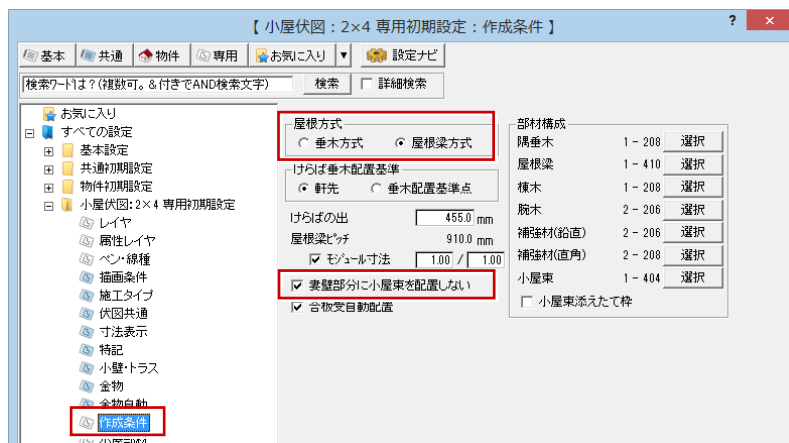 【 小屋伏図：2×4 専用初期設定：作成条件 】 ? ×
基本 共通 物件 専用 お気に入り ▼ 設定ナビ
検索ワードは？(複数可。&付きでAND検索文字) 検索 詳細検索
お気に入り
すべての設定
基本設定
共通初期設定
物件初期設定
小屋伏図:2×4 専用初期設定
レイヤ
属性レイヤ
ペン・線種
描画条件
施工タイプ
伏図共通
寸法表示
特記
小壁・トラス
金物
金物自動
作成条件
屋根方式
垂木方式 屋根梁方式
けらば垂木配置基準
軒先 垂木配置基準点
けらばの出 455.0 mm
屋根梁ピッチ 910.0 mm
モジュール寸法 1.00 / 1.00
妻壁部分に小屋束を配置しない
合板受自動配置
部材構成
隅垂木 1 - 208 選択
屋根梁 1 - 410 選択
棟木 1 - 208 選択
腕木 2 - 206 選択
補強材(鉛直) 2 - 206 選択
補強材(直角) 2 - 208 選択
小屋束 1 - 404 選択
小屋束添えたて枠